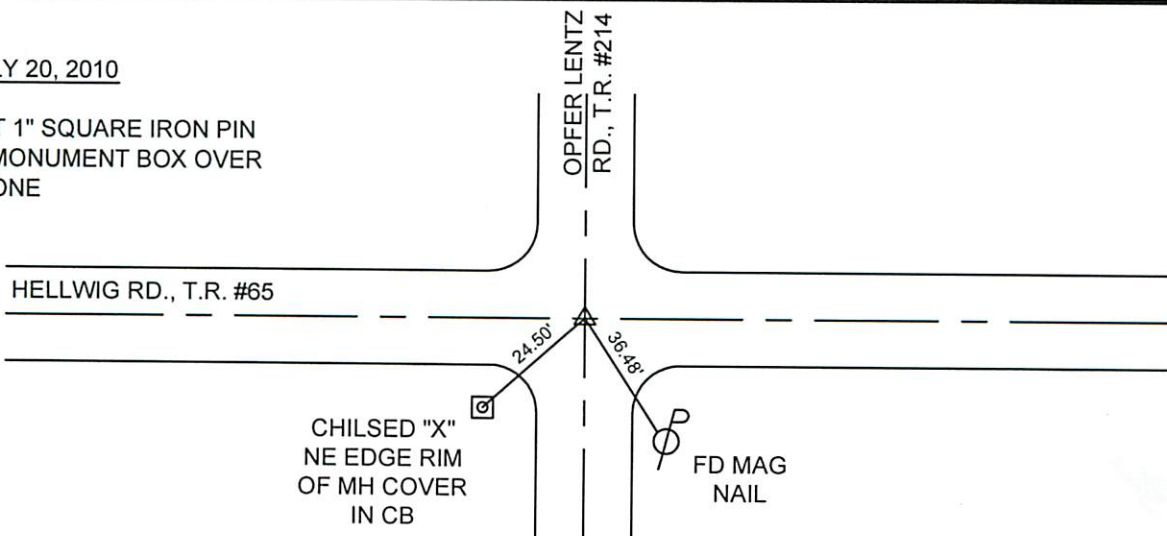 20, 2010
1" SQUARE IRON PIN
MONUMENT BOX OVER
OPFER LENTZ
RD., T.R. #214
HELLWIG RD., T.R. #65
24.50'
36.48'
CHILSED "X"
NE EDGE RIM
OF MH COVER
IN CB
P
FD MAG
NAIL